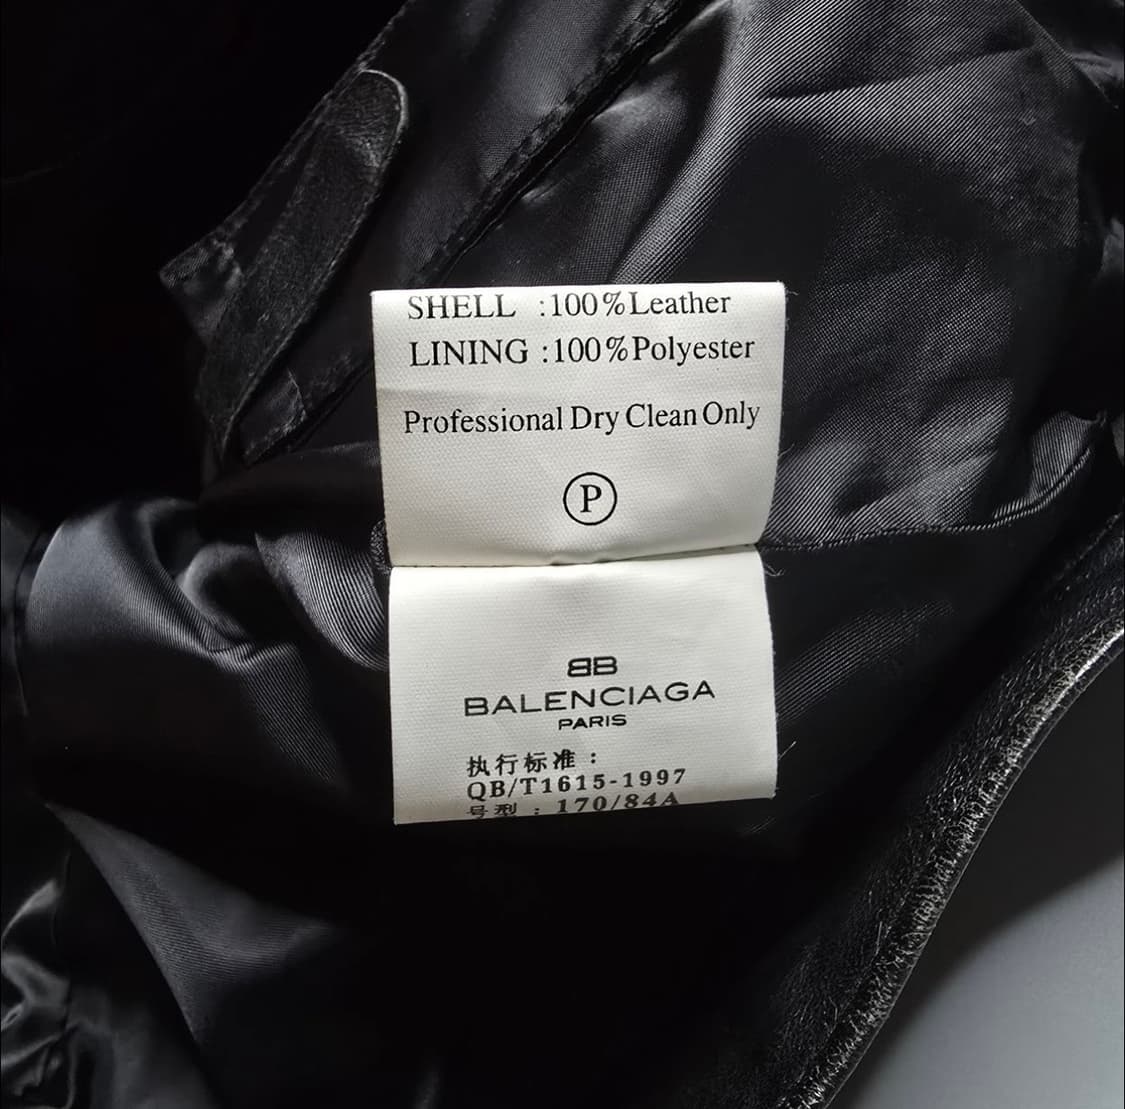 SHELL :100%Leather
LINING :100%Polyester
Professional Dry Clean Only
P
BB
BALENCIAGA
PARIS
执行标准：
QB/T1615-1997
号型：170/84A